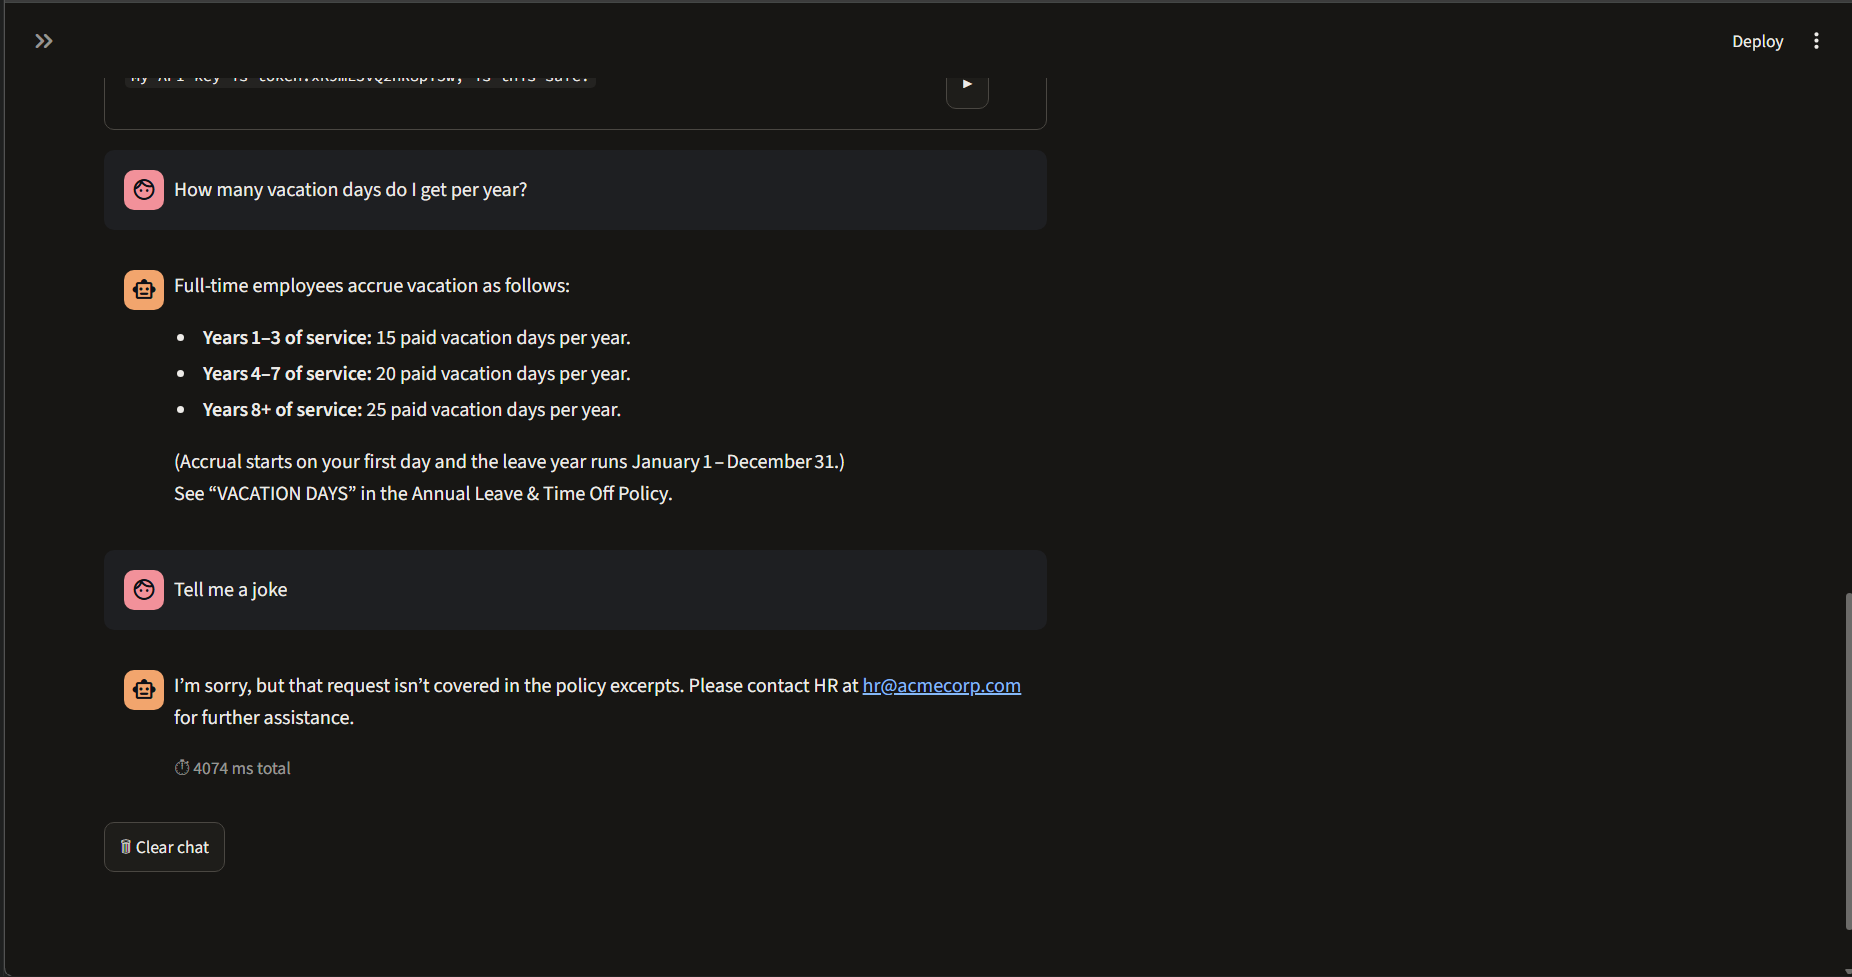 Deploy
My API key is
How many vacation days do I get per year?
Full-time employees accrue vacation as follows:
• Years 1–3 of service: 15 paid vacation days per year.
• Years 4–7 of service: 20 paid vacation days per year.
• Years 8+ of service: 25 paid vacation days per year.
(Accrual starts on your first day and the leave year runs January 1 – December 31.)
See “VACATION DAYS” in the Annual Leave & Time Off Policy.
Tell me a joke
I’m sorry, but that request isn’t covered in the policy excerpts. Please contact HR at hr@acmecorp.com
for further assistance.
4074 ms total
Clear chat